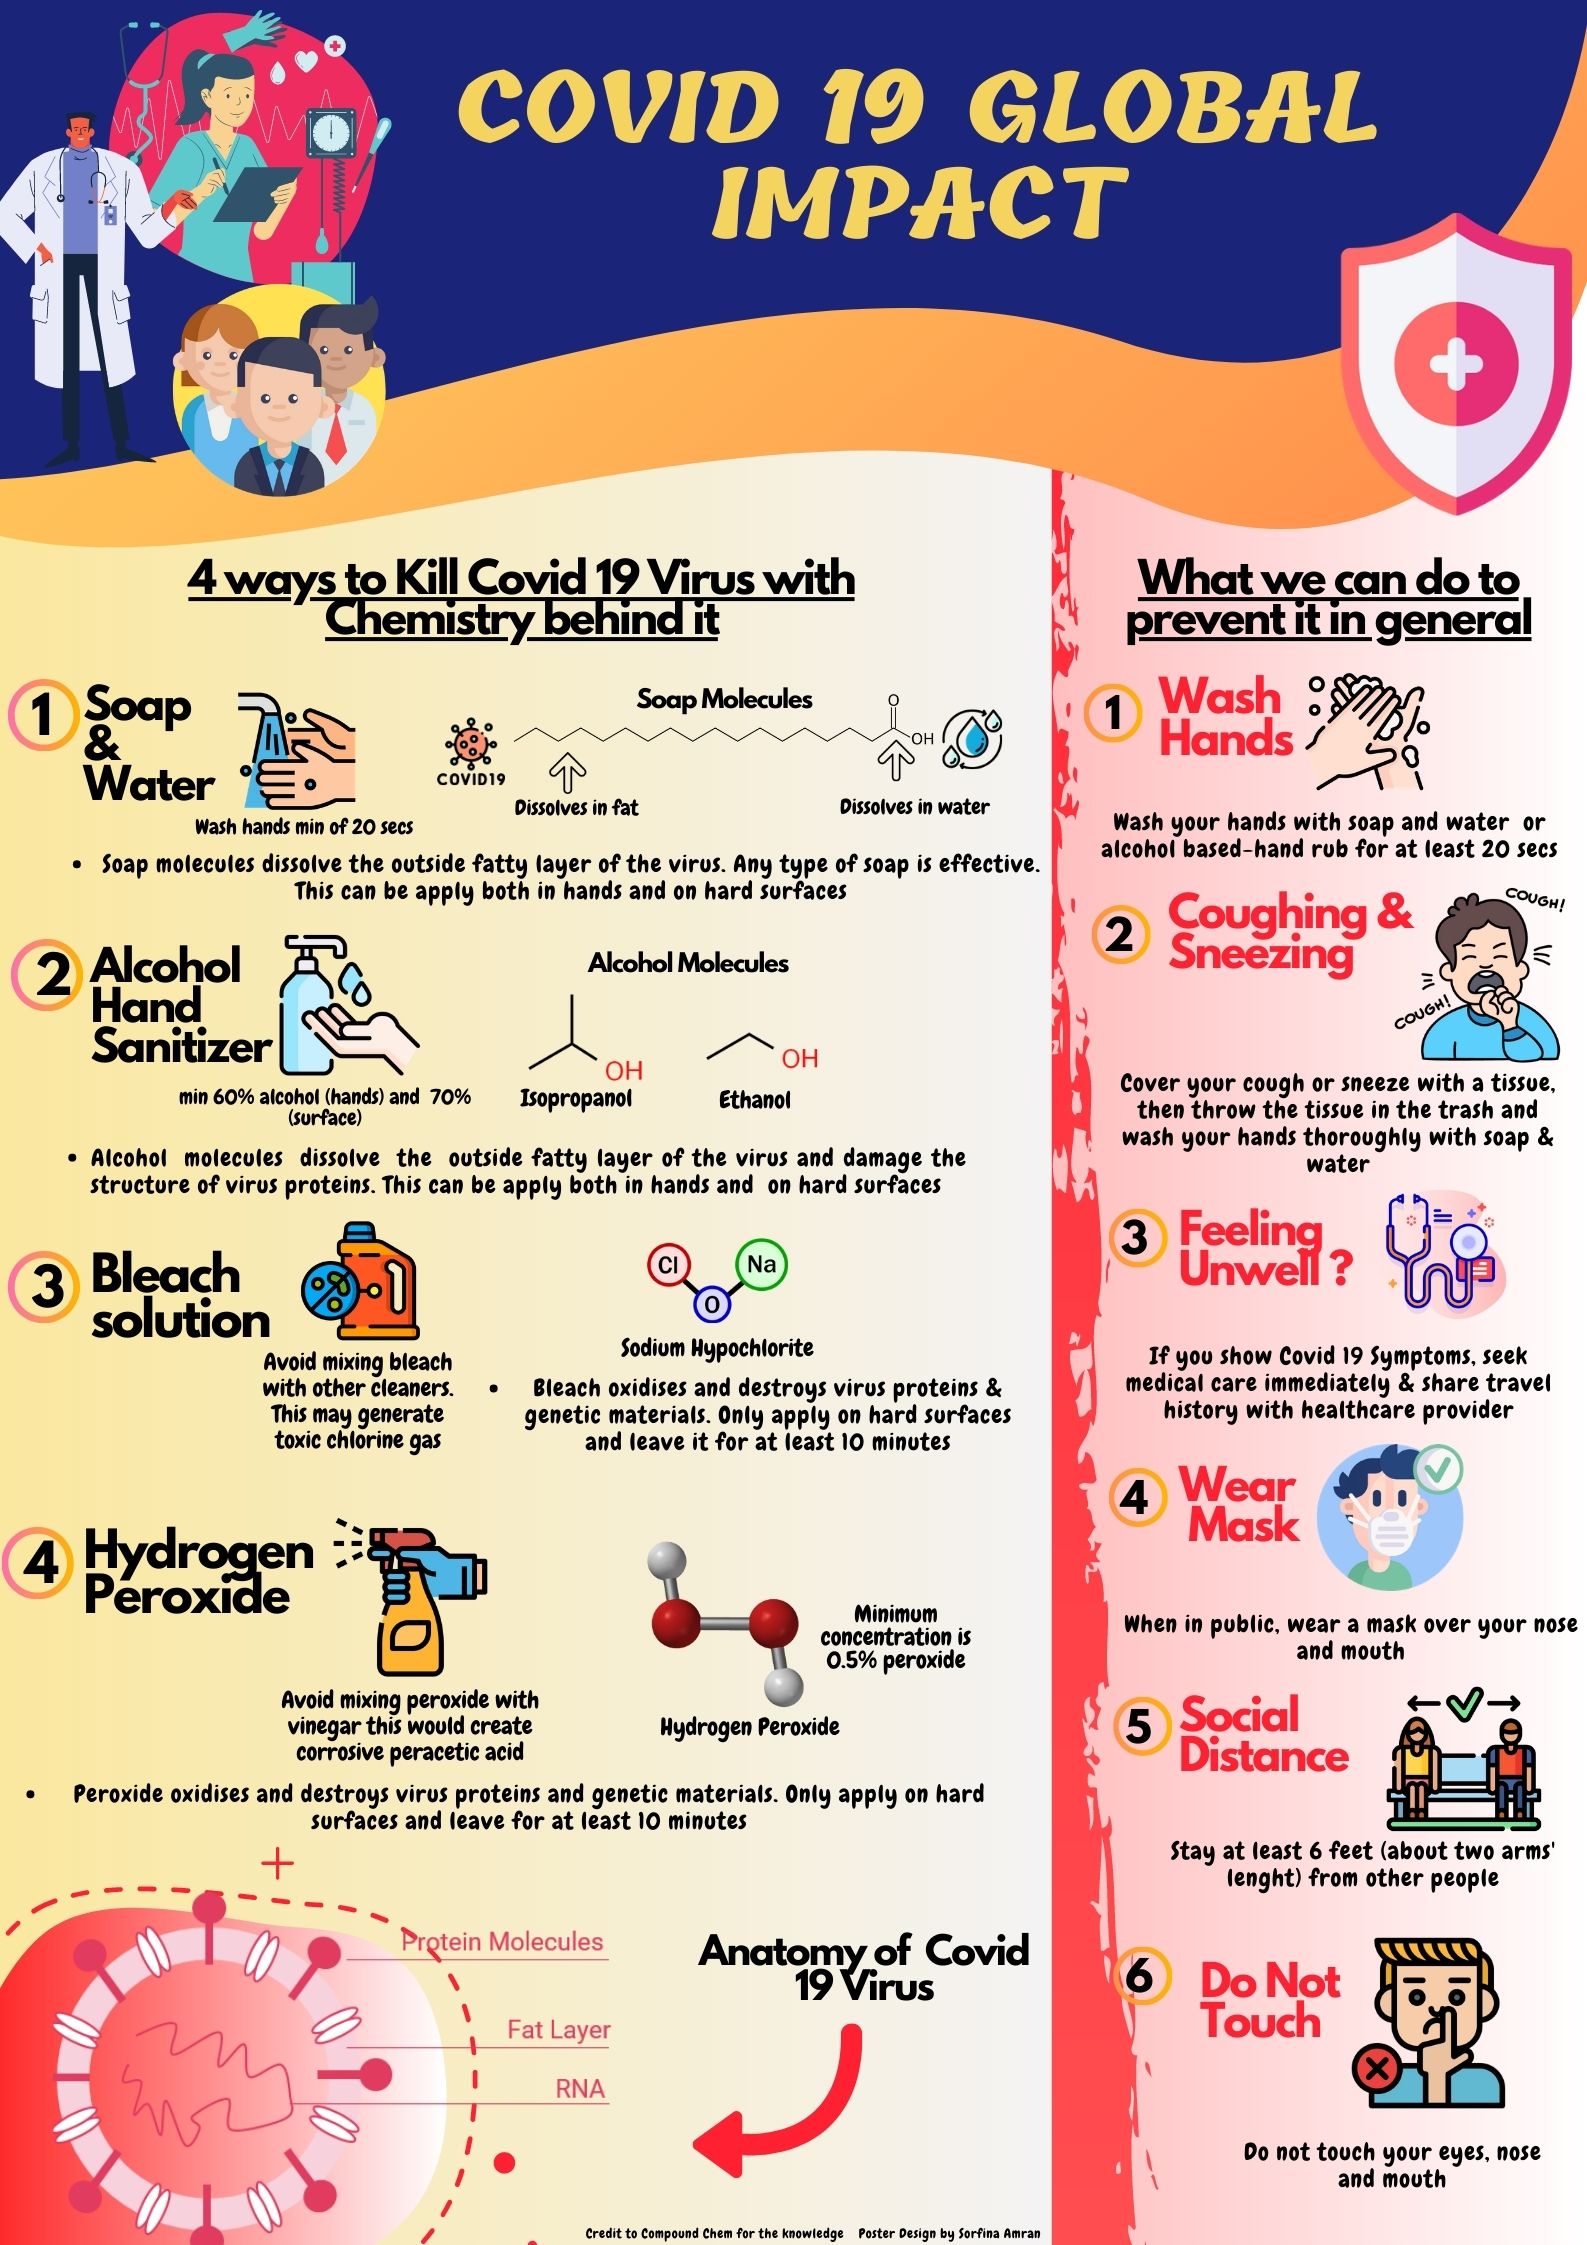 COVID 19 GLOBAL
IMPACT
4 ways to Kill Covid 19 Virus with
Chemistry behind it
1
Soap
&
Water
Wash hands min of 20 secs
Soap Molecules
O
OH
COVID19
Dissolves in fat
Dissolves in water
• Soap molecules dissolve the outside fatty layer of the virus. Any type of soap is effective.
This can be apply both in hands and on hard surfaces
2
Alcohol
Hand
Sanitizer
min 60% alcohol (hands) and 70%
(surface)
Alcohol Molecules
OH
Isopropanol
OH
Ethanol
• Alcohol molecules dissolve the outside fatty layer of the virus and damage the
structure of virus proteins. This can be apply both in hands and on hard surfaces
3
Bleach
solution
Avoid mixing bleach
with other cleaners.
This may generate
toxic chlorine gas
Cl
Na
O
Sodium Hypochlorite
• Bleach oxidises and destroys virus proteins &
genetic materials. Only apply on hard surfaces
and leave it for at least 10 minutes
4
Hydrogen
Peroxide
Avoid mixing peroxide with
vinegar this would create
corrosive peracetic acid
Minimum
concentration is
0.5% peroxide
Hydrogen Peroxide
• Peroxide oxidises and destroys virus proteins and genetic materials. Only apply on hard
surfaces and leave for at least 10 minutes
Protein Molecules
Fat Layer
RNA
Anatomy of Covid
19 Virus
Credit to Compound Chem for the knowledge Poster Design by Sorfina Amran
What we can do to
prevent it in general
1
Wash
Hands
Wash your hands with soap and water or
alcohol based-hand rub for at least 20 secs
2
Coughing &
Sneezing
COUGH!
COUGH!
Cover your cough or sneeze with a tissue,
then throw the tissue in the trash and
wash your hands thoroughly with soap &
water
3
Feeling
Unwell ?
If you show Covid 19 Symptoms, seek
medical care immediately & share travel
history with healthcare provider
4
Wear
Mask
When in public, wear a mask over your nose
and mouth
5
Social
Distance
Stay at least 6 feet (about two arms'
lenght) from other people
6
Do Not
Touch
Do not touch your eyes, nose
and mouth